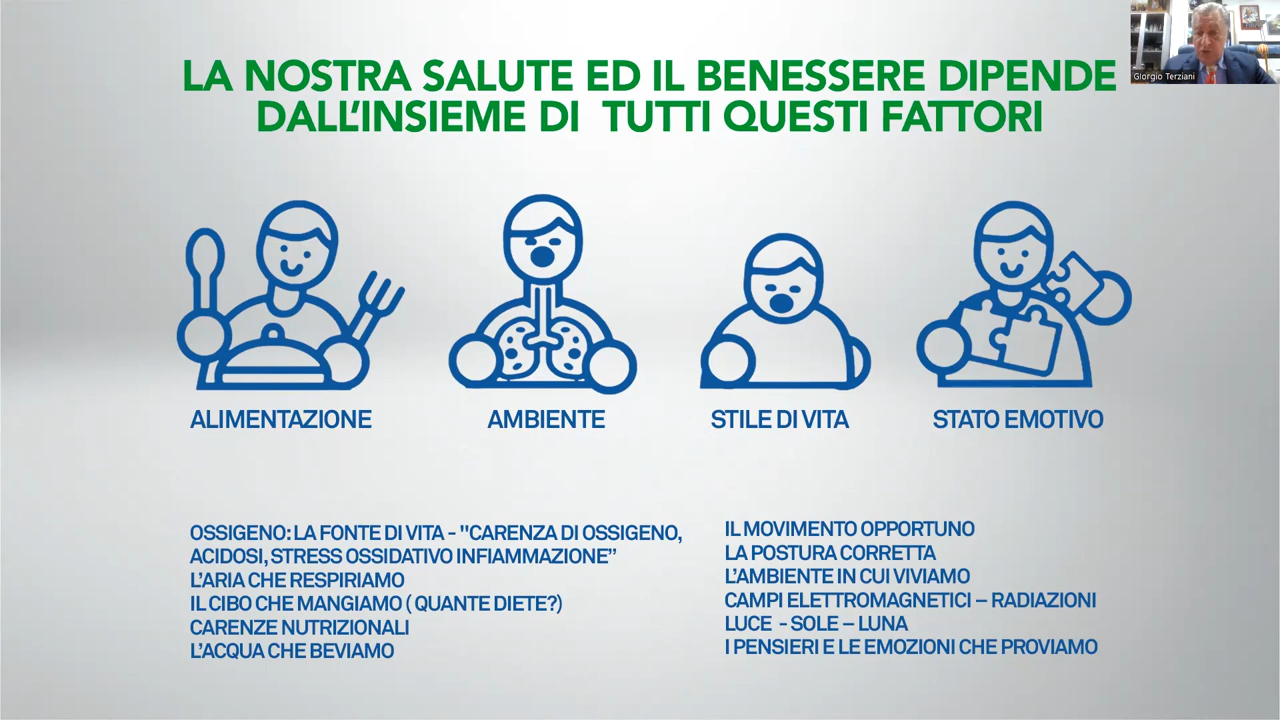 LA NOSTRA SALUTE ED IL BENESSERE DIPENDE
DALL'INSIEME DI TUTTI QUESTI FATTORI
Giorgio Terziani
ALIMENTAZIONE
AMBIENTE
STILE DI VITA
STATO EMOTIVO
OSSIGENO: LA FONTE DI VITA - "CARENZA DI OSSIGENO,
ACIDOSI, STRESS OSSIDATIVO INFIAMMAZIONE”
L'ARIA CHE RESPIRIAMO
IL CIBO CHE MANGIAMO ( QUANTE DIETE?)
CARENZE NUTRIZIONALI
L'ACQUA CHE BEVIAMO
IL MOVIMENTO OPPORTUNO
LA POSTURA CORRETTA
L'AMBIENTE IN CUI VIVIAMO
CAMPI ELETTROMAGNETICI – RADIAZIONI
LUCE - SOLE – LUNA
I PENSIERI E LE EMOZIONI CHE PROVIAMO